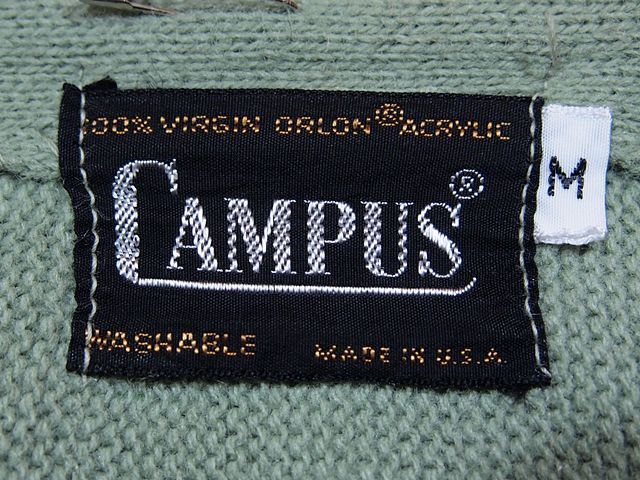 100% VIRGIN ORLON® ACRYLIC
CAMPUS®
M
WASHABLE MADE IN U.S.A.